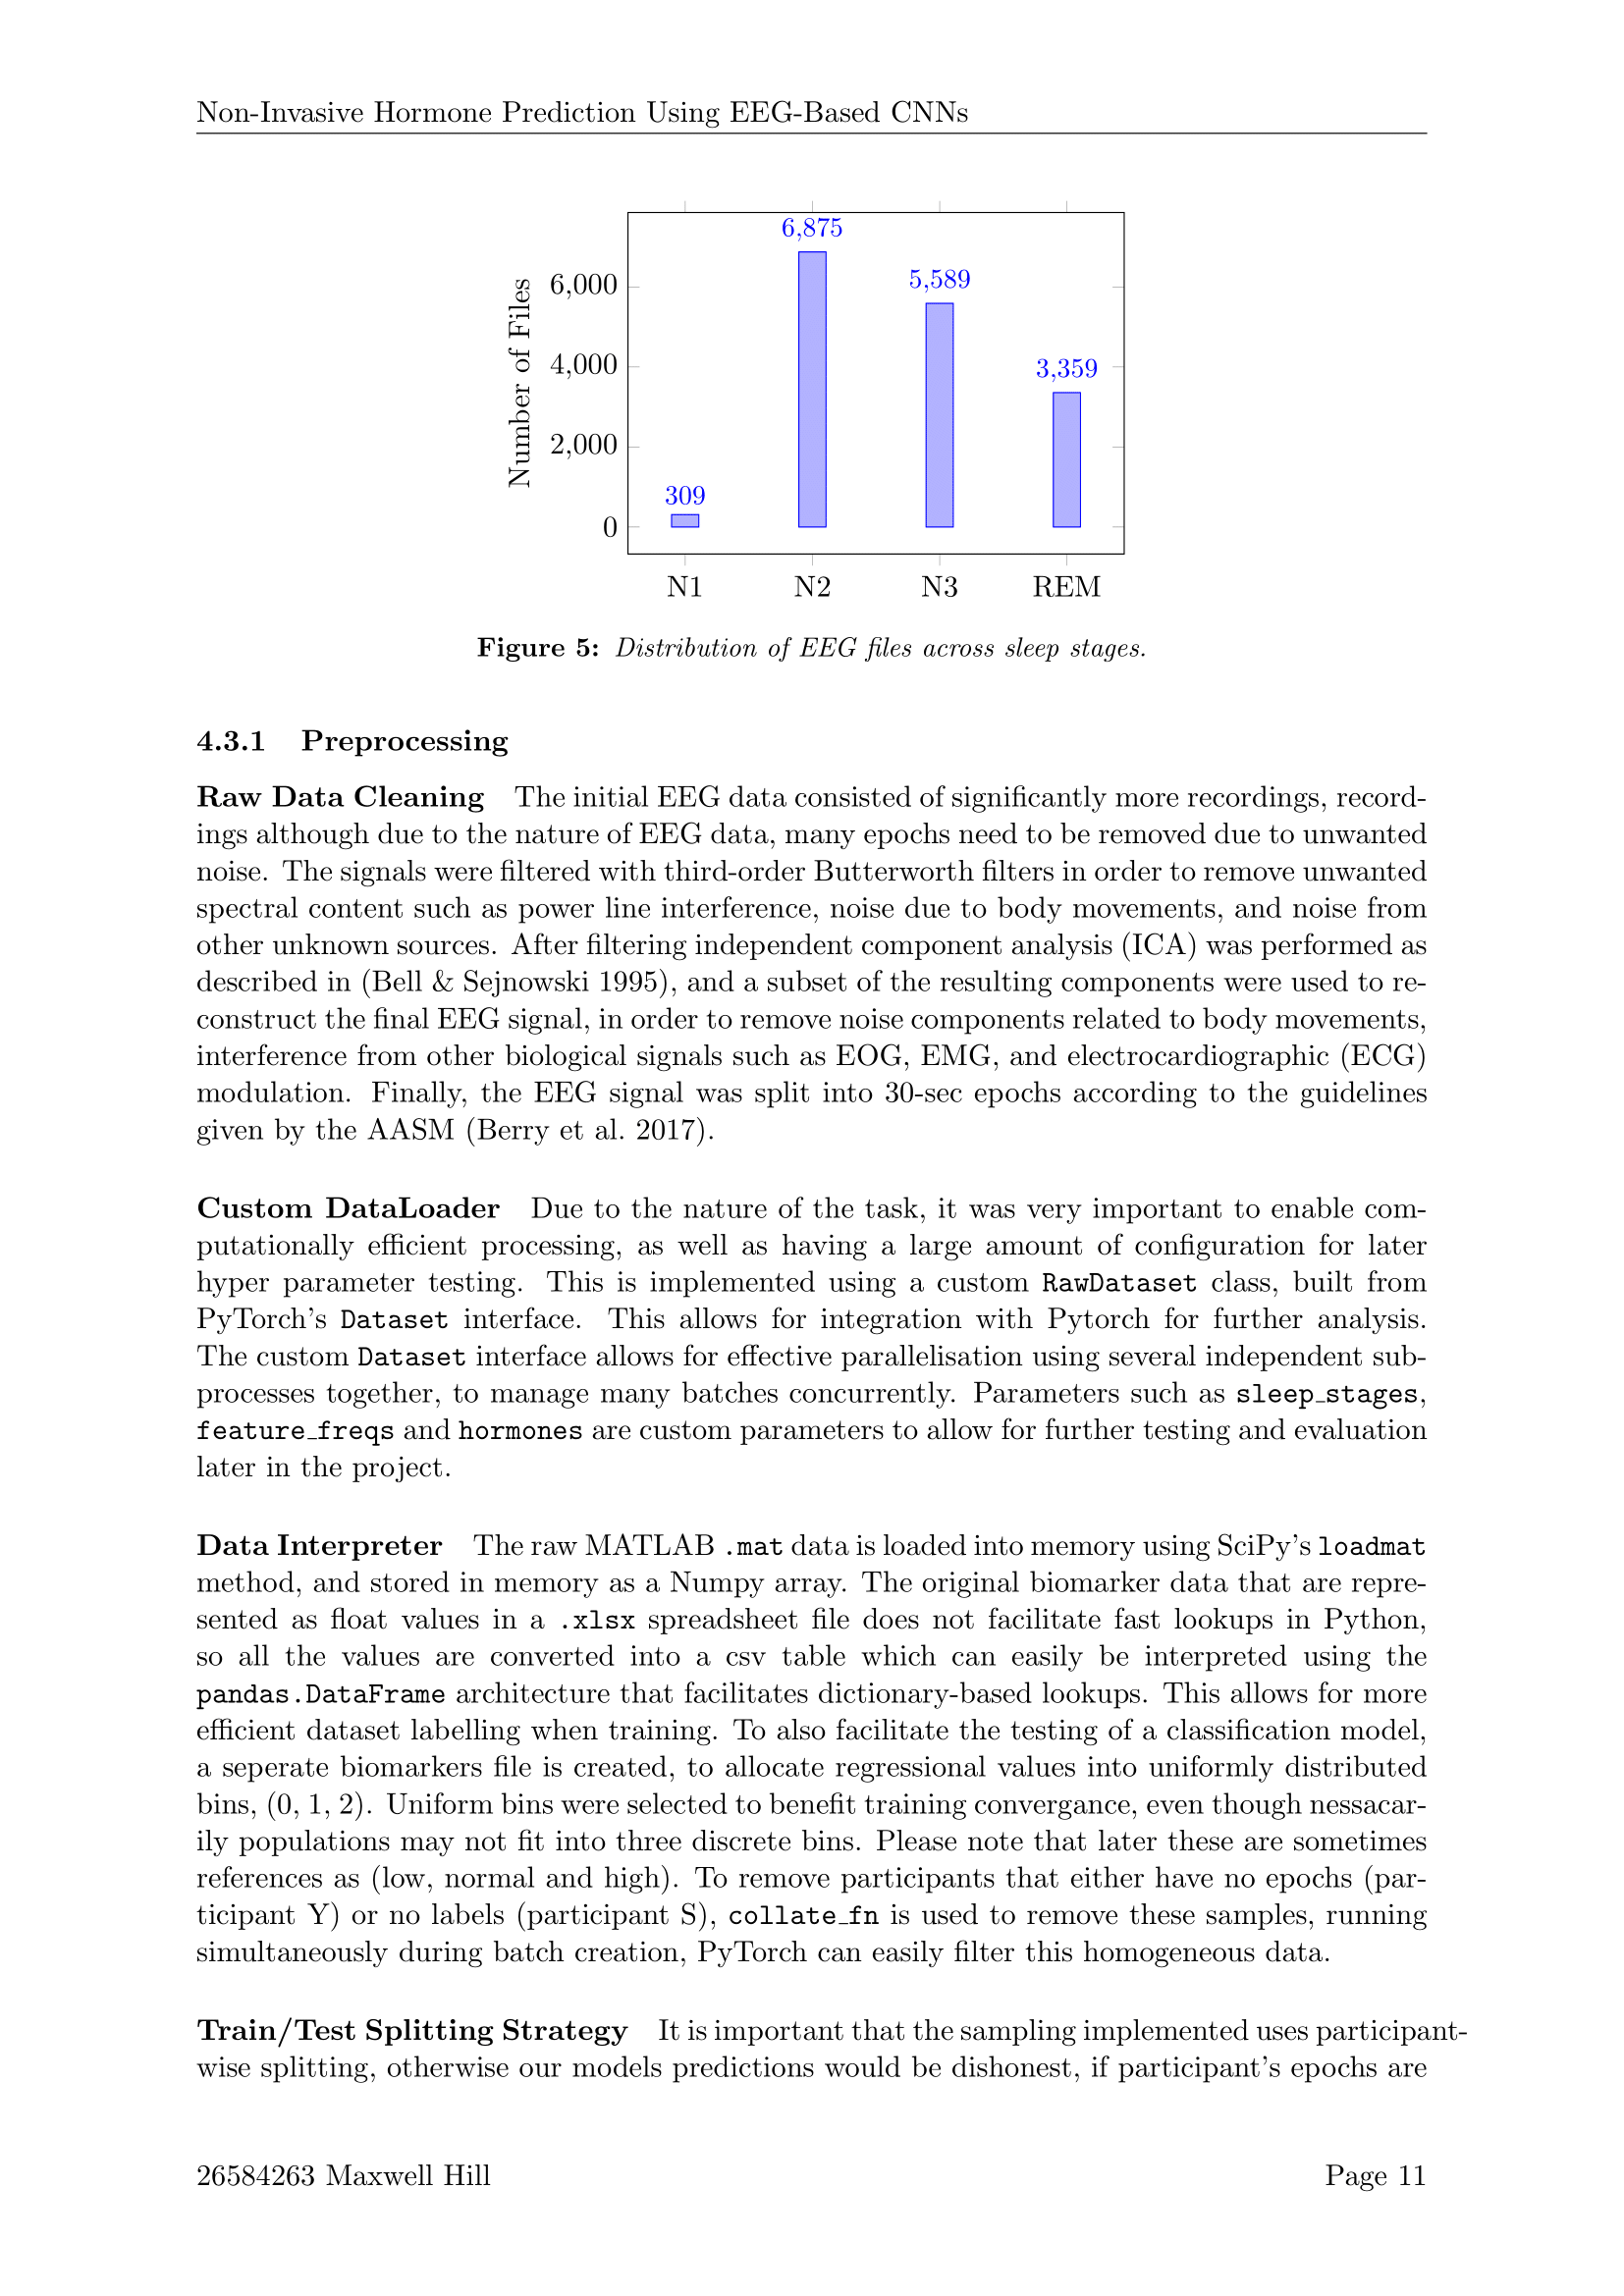 Non-Invasive Hormone Prediction Using EEG-Based CNNs
6,875
6,000
5,589
4,000
3,359
Number of Files
2,000
309
0
N1 N2 N3 REM
Figure 5: Distribution of EEG files across sleep stages.
4.3.1 Preprocessing
Raw Data Cleaning The initial EEG data consisted of significantly more recordings, record-
ings although due to the nature of EEG data, many epochs need to be removed due to unwanted
noise. The signals were filtered with third-order Butterworth filters in order to remove unwanted
spectral content such as power line interference, noise due to body movements, and noise from
other unknown sources. After filtering independent component analysis (ICA) was performed as
described in (Bell & Sejnowski 1995), and a subset of the resulting components were used to re-
construct the final EEG signal, in order to remove noise components related to body movements,
interference from other biological signals such as EOG, EMG, and electrocardiographic (ECG)
modulation. Finally, the EEG signal was split into 30-sec epochs according to the guidelines
given by the AASM (Berry et al. 2017).
Custom DataLoader Due to the nature of the task, it was very important to enable com-
putationally efficient processing, as well as having a large amount of configuration for later
hyper parameter testing. This is implemented using a custom RawDataset class, built from
PyTorch's Dataset interface. This allows for integration with Pytorch for further analysis.
The custom Dataset interface allows for effective parallelisation using several independent sub-
processes together, to manage many batches concurrently. Parameters such as sleep_stages,
feature_freqs and hormones are custom parameters to allow for further testing and evaluation
later in the project.
Data Interpreter The raw MATLAB .mat data is loaded into memory using SciPy's loadmat
method, and stored in memory as a Numpy array. The original biomarker data that are repre-
sented as float values in a .xlsx spreadsheet file does not facilitate fast lookups in Python,
so all the values are converted into a csv table which can easily be interpreted using the
pandas.DataFrame architecture that facilitates dictionary-based lookups. This allows for more
efficient dataset labelling when training. To also facilitate the testing of a classification model,
a seperate biomarkers file is created, to allocate regressional values into uniformly distributed
bins, (0, 1, 2). Uniform bins were selected to benefit training convergance, even though nessacar-
ily populations may not fit into three discrete bins. Please note that later these are sometimes
references as (low, normal and high). To remove participants that either have no epochs (par-
ticipant Y) or no labels (participant S), collate_fn is used to remove these samples, running
simultaneously during batch creation, PyTorch can easily filter this homogeneous data.
Train/Test Splitting Strategy It is important that the sampling implemented uses participant-
wise splitting, otherwise our models predictions would be dishonest, if participant's epochs are
26584263 Maxwell Hill Page 11